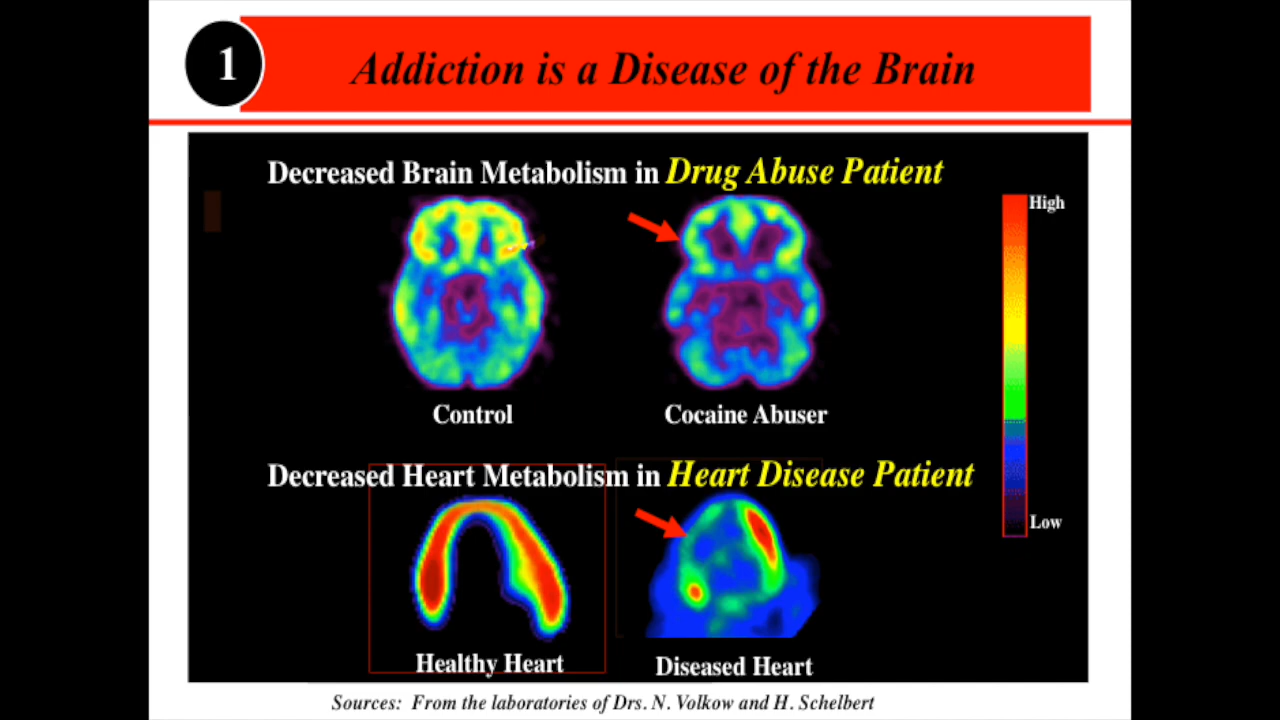 1
Addiction is a Disease of the Brain
Decreased Brain Metabolism in Drug Abuse Patient
High
Control
Cocaine Abuser
Decreased Heart Metabolism in Heart Disease Patient
Low
Healthy Heart
Diseased Heart
Sources: From the laboratories of Drs. N. Volkow and H. Schelbert